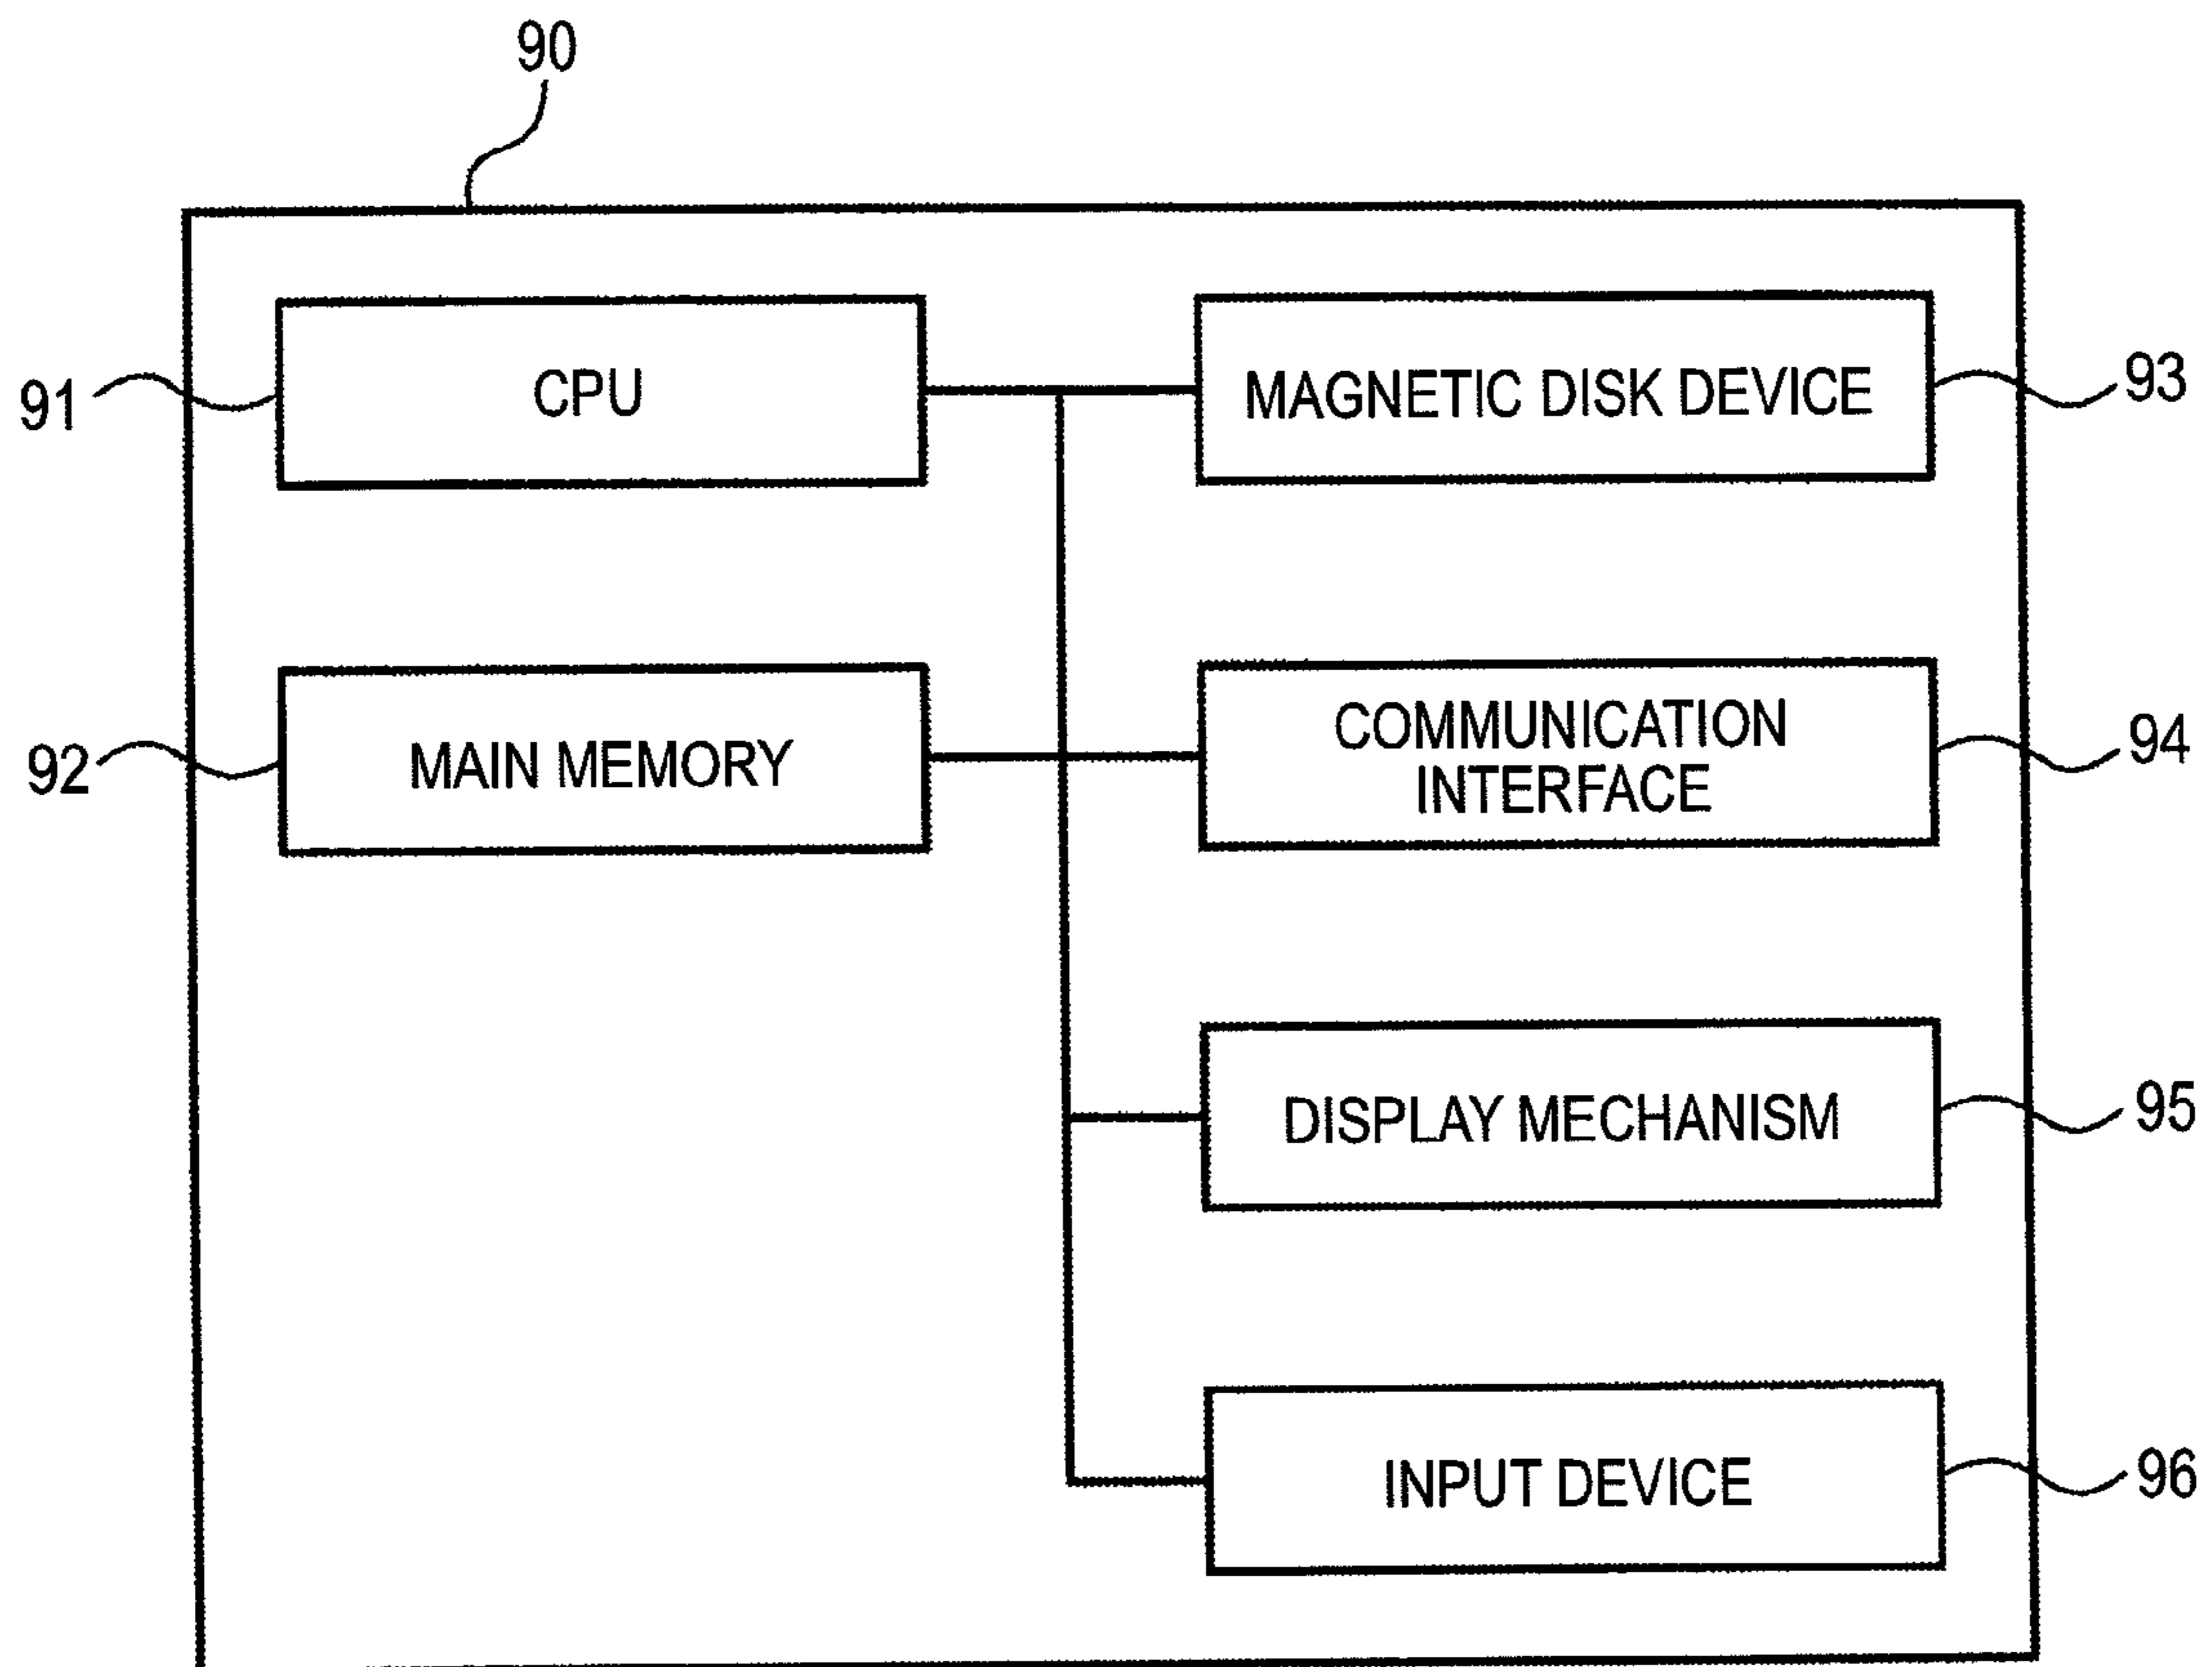 90
91
CPU
MAGNETIC DISK DEVICE
93
92
MAIN MEMORY
COMMUNICATION
INTERFACE
94
DISPLAY MECHANISM
95
INPUT DEVICE
96